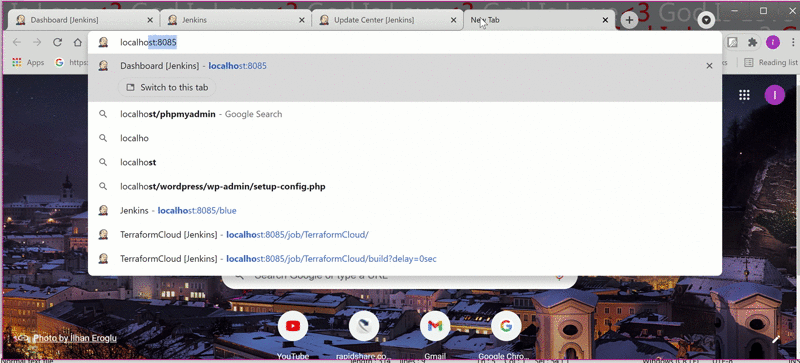 <3 God
Dashboard [Jenkins]
Jenkins
Update Center [Jenkins]
New Tab
localhost:8085
Apps
https:
Reading list
Dashboard [Jenkins] - localhost:8085
Switch to this tab
localhost/phpmyadmin - Google Search
localho
localhost
localhost/wordpress/wp-admin/setup-config.php
Jenkins - localhost:8085/blue
TerraformCloud [Jenkins] - localhost:8085/job/TerraformCloud/
TerraformCloud [Jenkins] - localhost:8085/job/TerraformCloud/build?delay=0sec
Search Google or type a URL
Photo by Ilhan Eroglu
YouTube
rapidshare.co...
Gmail
Google Chro...